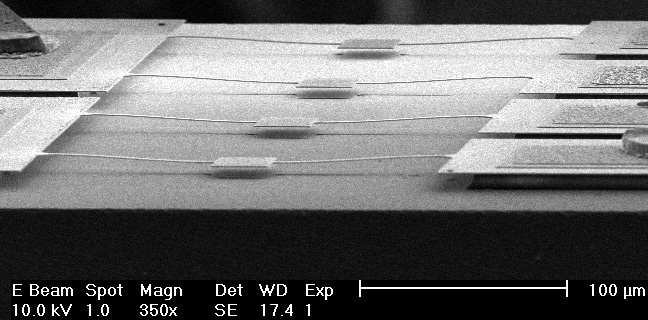 E Beam Spot Magn Det WD Exp 100 µm
10.0 kV 1.0 350x SE 17.4 1